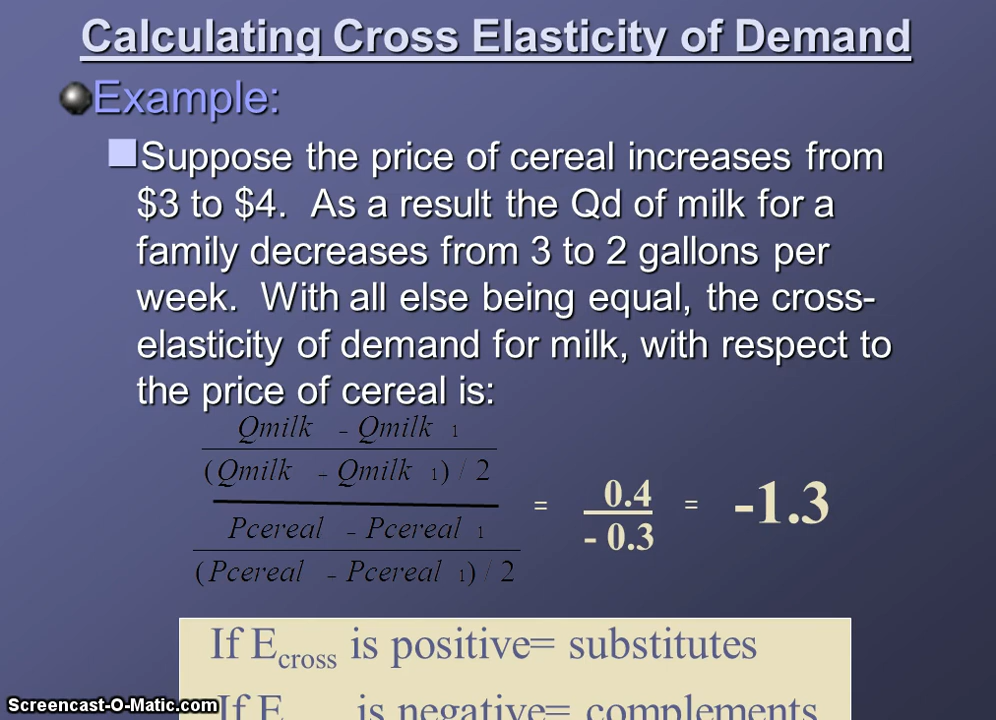 Calculating Cross Elasticity of Demand
Example:
Suppose the price of cereal increases from
$3 to $4. As a result the Qd of milk for a
family decreases from 3 to 2 gallons per
week. With all else being equal, the cross-
elasticity of demand for milk, with respect to
the price of cereal is:
Qmilk - Qmilk 1
(Qmilk - Qmilk 1) / 2
Pcereal - Pcereal 1
(Pcereal - Pcereal 1) / 2
= 0.4 = -1.3
- 0.3
If Ecross is positive= substitutes
If E is negative= complements
Screencast-O-Matic.com